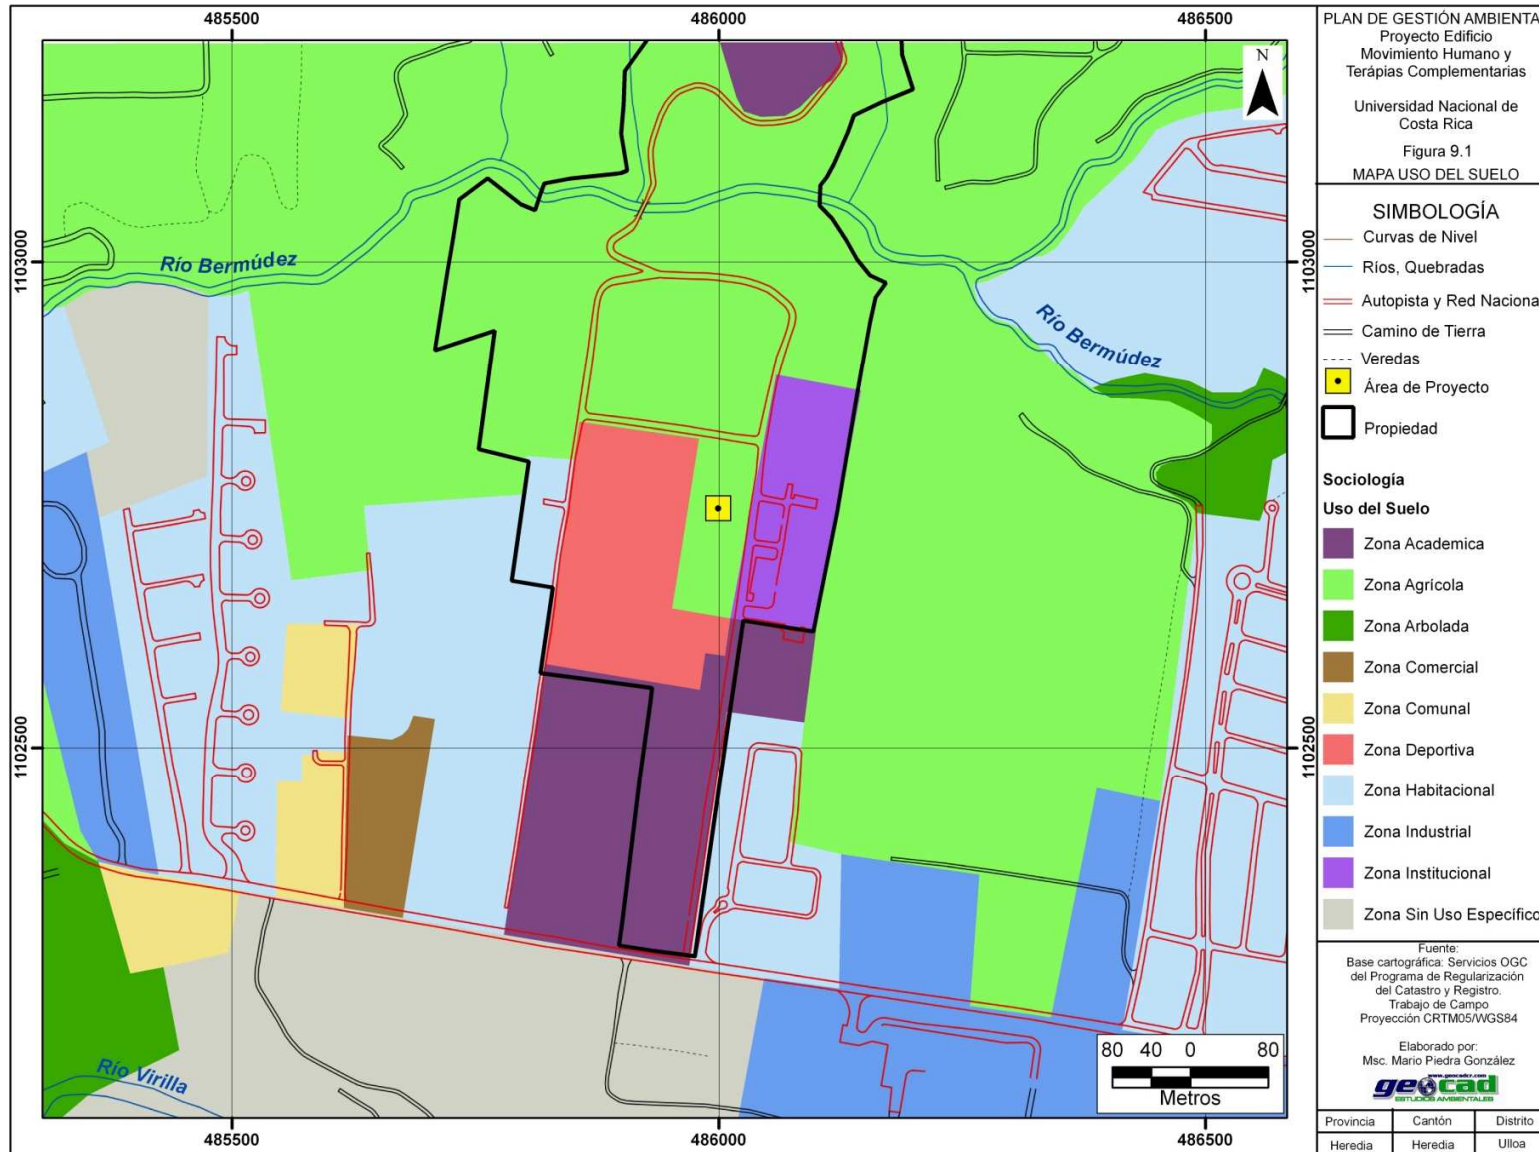 485500
486000
486500
1103000
1102500
Río Bermúdez
Río Bermúdez
Río Virilla
N
1103000
1102500
80 40 0 80
Metros
485500
486000
486500
PLAN DE GESTIÓN AMBIENTA
Proyecto Edificio
Movimiento Humano y
Terápias Complementarias
Universidad Nacional de
Costa Rica
Figura 9.1
MAPA USO DEL SUELO
SIMBOLOGÍA
Curvas de Nivel
Ríos, Quebradas
Autopista y Red Naciona
Camino de Tierra
Veredas
Área de Proyecto
Propiedad
Sociología
Uso del Suelo
Zona Academica
Zona Agrícola
Zona Arbolada
Zona Comercial
Zona Comunal
Zona Deportiva
Zona Habitacional
Zona Industrial
Zona Institucional
Zona Sin Uso Específico
Fuente:
Base cartográfica: Servicios OGC
del Programa de Regularización
del Catastro y Registro.
Trabajo de Campo
Proyección CRTM05/WGS84
Elaborado por:
Msc. Mario Piedra González
www.geocadcr.com
geocad
ESTUDIOS AMBIENTALES
Provincia Cantón Distrito
Heredia Heredia Ulloa